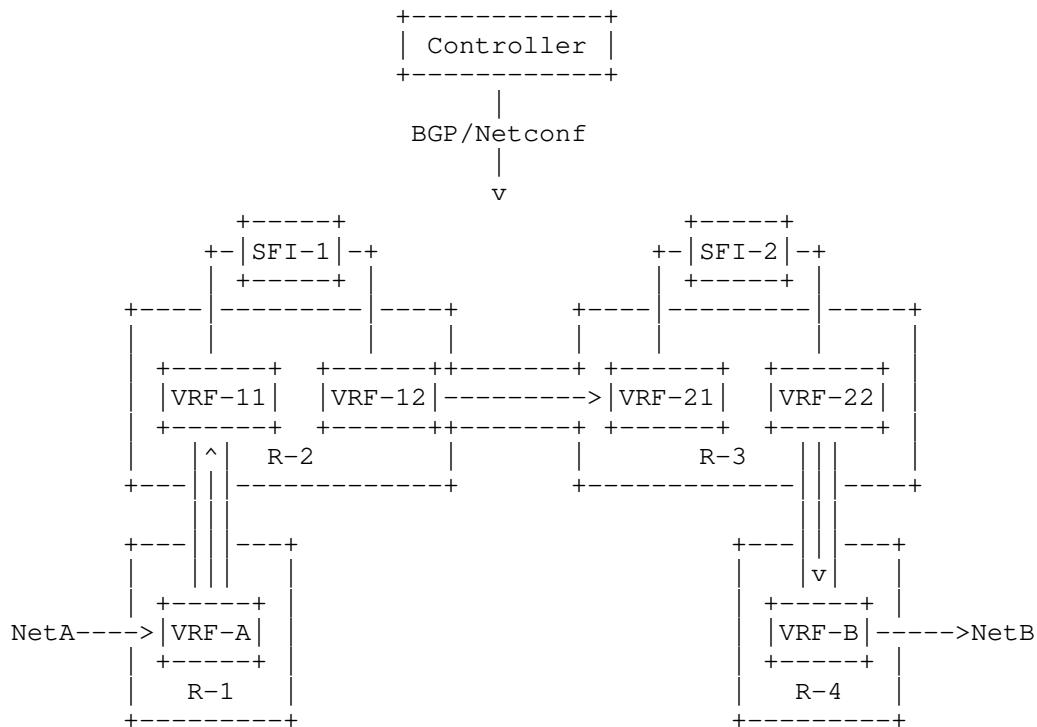 Controller
BGP/Netconf
v
SFI-1 SFI-2
VRF-11 VRF-12 > VRF-21 VRF-22
^ R-2 R-3
v
NetA > VRF-A VRF-B >NetB
R-1 R-4